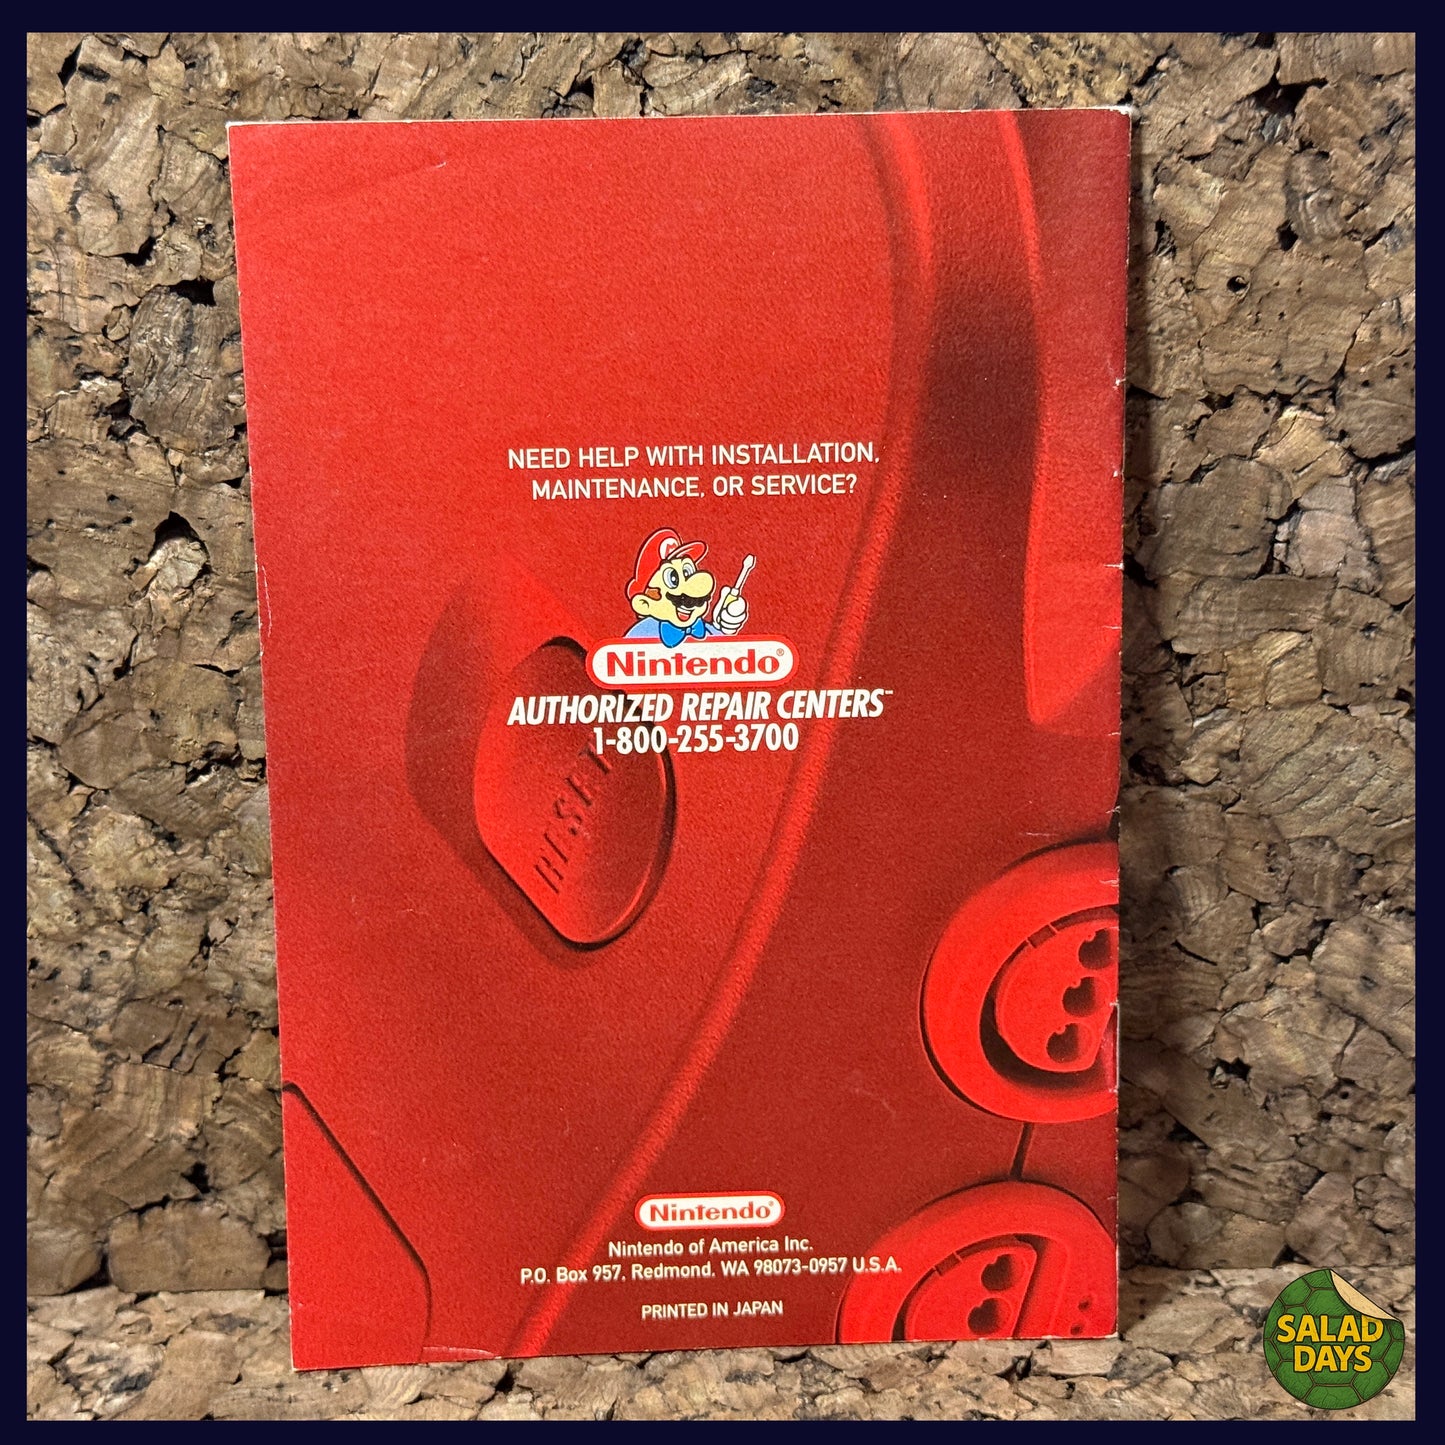 NEED HELP WITH INSTALLATION,
MAINTENANCE, OR SERVICE?
M
Nintendo®
AUTHORIZED REPAIR CENTERS™
1-800-255-3700
RESET
Nintendo®
Nintendo of America Inc.
P.O. Box 957, Redmond, WA 98073-0957 U.S.A.
PRINTED IN JAPAN
SALAD
DAYS